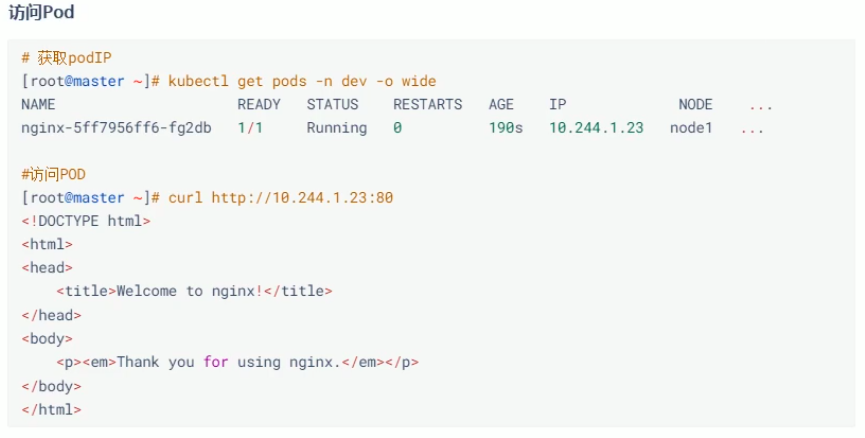 访问Pod
# 获取podIP
[root@master ~]# kubectl get pods -n dev -o wide
NAME READY STATUS RESTARTS AGE IP NODE ...
nginx-5ff7956ff6-fg2db 1/1 Running 0 190s 10.244.1.23 node1 ...
#访问POD
[root@master ~]# curl http://10.244.1.23:80
<!DOCTYPE html>
<html>
<head>
    <title>Welcome to nginx!</title>
</head>
<body>
    <p><em>Thank you for using nginx.</em></p>
</body>
</html>